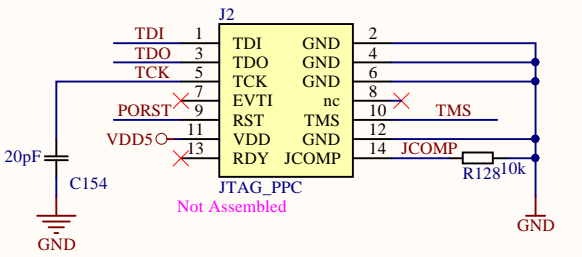 J2
TDI 1 TDI GND 2
TDO 3 TDO GND 4
TCK 5 TCK GND 6
7 EVTI nc 8
PORST 9 RST TMS 10 TMS
VDD5 11 VDD GND 12
13 RDY JCOMP 14 JCOMP
20pF
C154
R128 10k
JTAG_PPC
Not Assembled
GND
GND